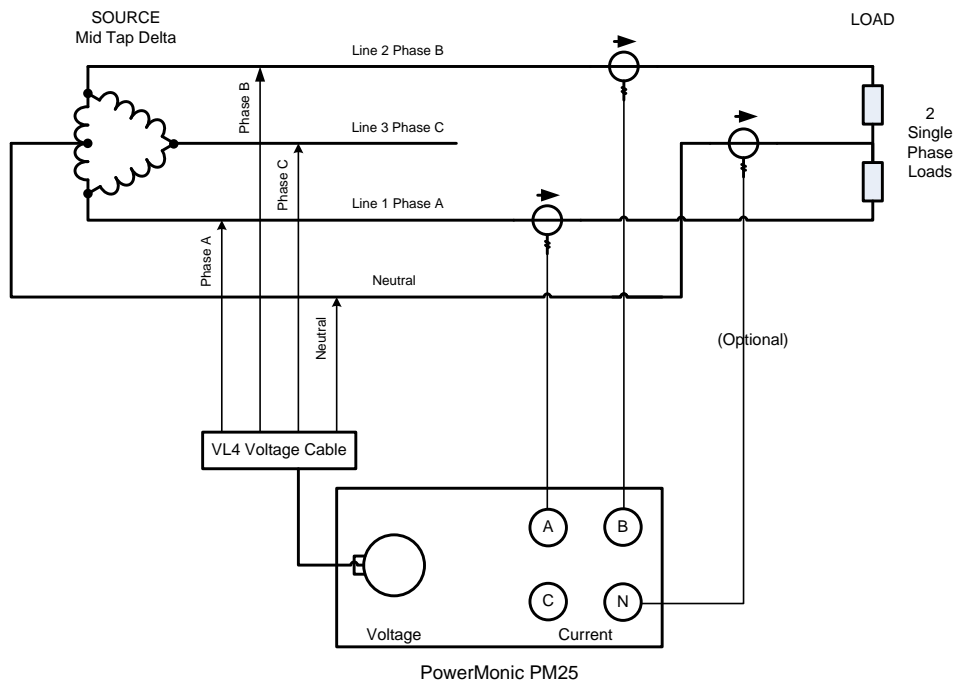 SOURCE
Mid Tap Delta
LOAD
Line 2 Phase B
Phase B
Line 3 Phase C
Phase C
2
Single
Phase
Loads
Line 1 Phase A
Phase A
Neutral
Neutral
(Optional)
VL4 Voltage Cable
A
B
C
N
Voltage
Current
PowerMonic PM25